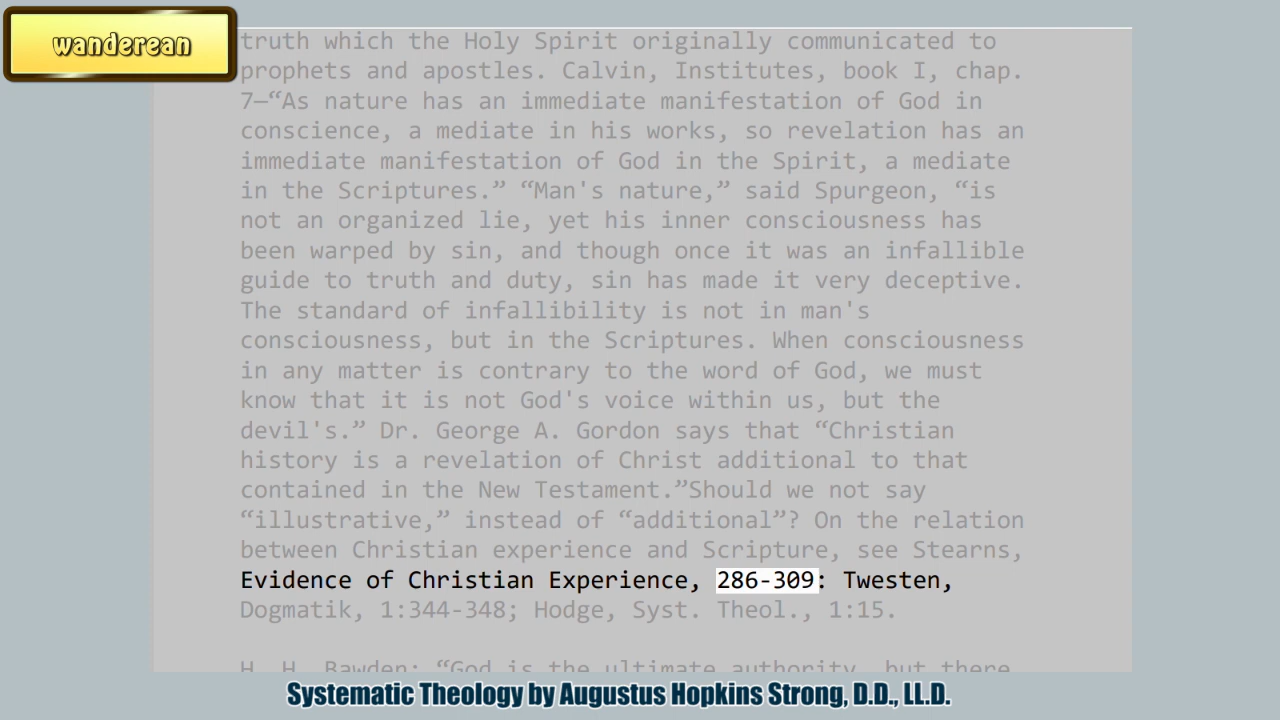 wanderean
truth which the Holy Spirit originally communicated to
prophets and apostles. Calvin, Institutes, book I, chap.
7—“As nature has an immediate manifestation of God in
conscience, a mediate in his works, so revelation has an
immediate manifestation of God in the Spirit, a mediate
in the Scriptures.” “Man's nature,” said Spurgeon, “is
not an organized lie, yet his inner consciousness has
been warped by sin, and though once it was an infallible
guide to truth and duty, sin has made it very deceptive.
The standard of infallibility is not in man's
consciousness, but in the Scriptures. When consciousness
in any matter is contrary to the word of God, we must
know that it is not God's voice within us, but the
devil's.” Dr. George A. Gordon says that “Christian
history is a revelation of Christ additional to that
contained in the New Testament.”Should we not say
“illustrative,” instead of “additional”? On the relation
between Christian experience and Scripture, see Stearns,
Evidence of Christian Experience, 286-309: Twesten,
Dogmatik, 1:344-348; Hodge, Syst. Theol., 1:15.
H. H. Bawden: “God is the ultimate authority, but there
Systematic Theology by Augustus Hopkins Strong, D.D., LL.D.